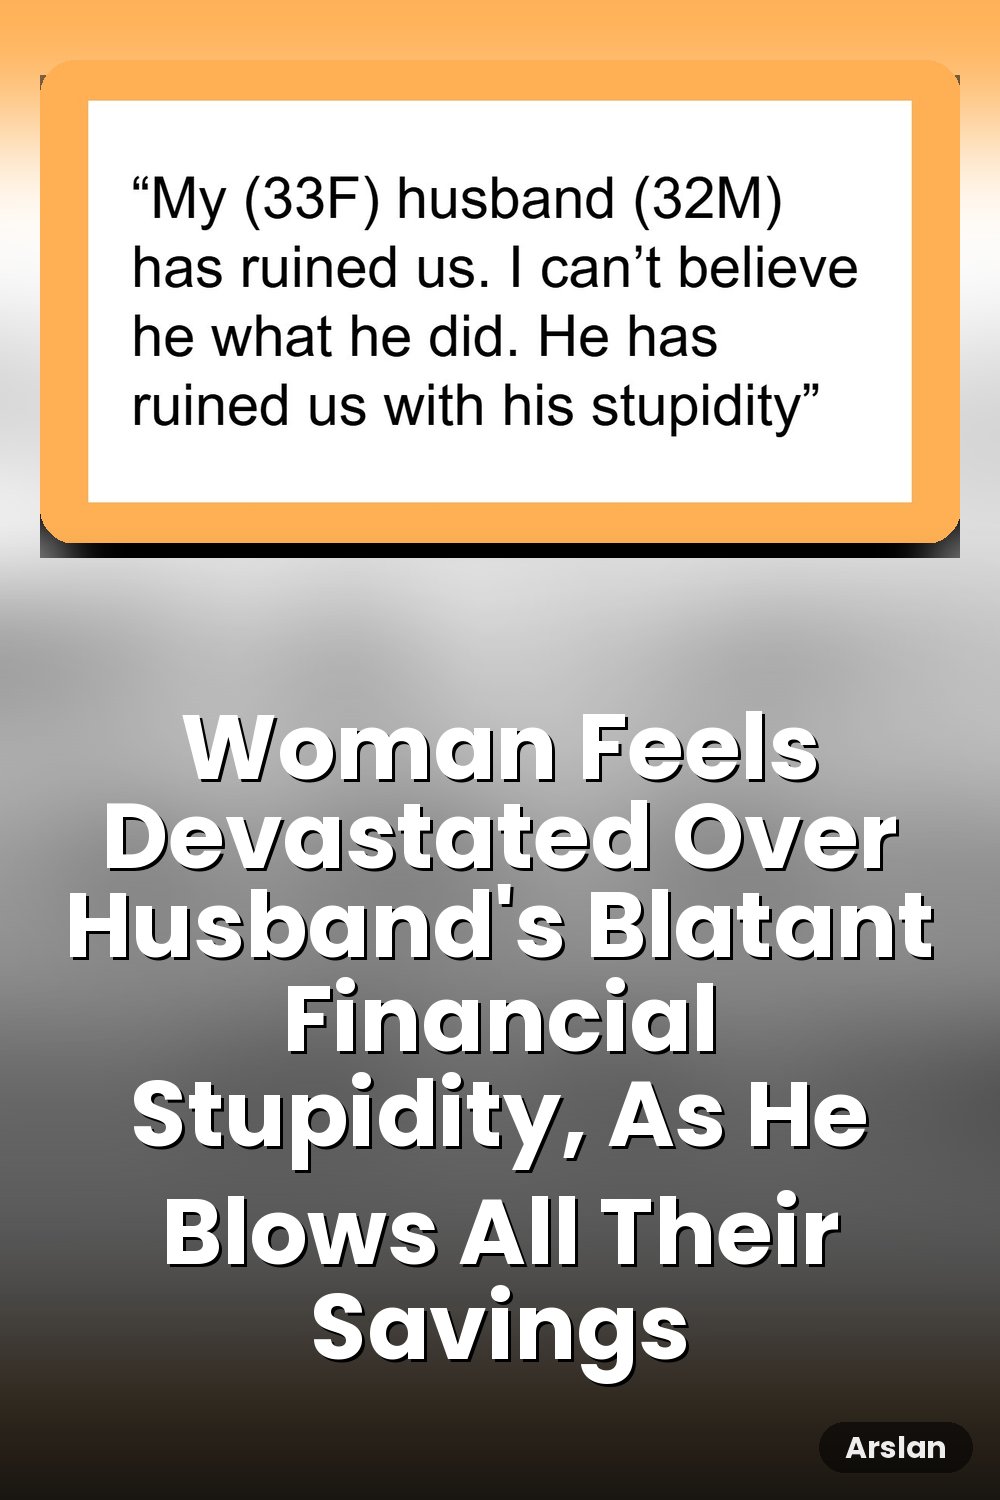 “My (33F) husband (32M)
has ruined us. I can’t believe
he what he did. He has
ruined us with his stupidity”
Woman Feels
Devastated Over
Husband's Blatant
Financial
Stupidity, As He
Blows All Their
Savings
Arslan